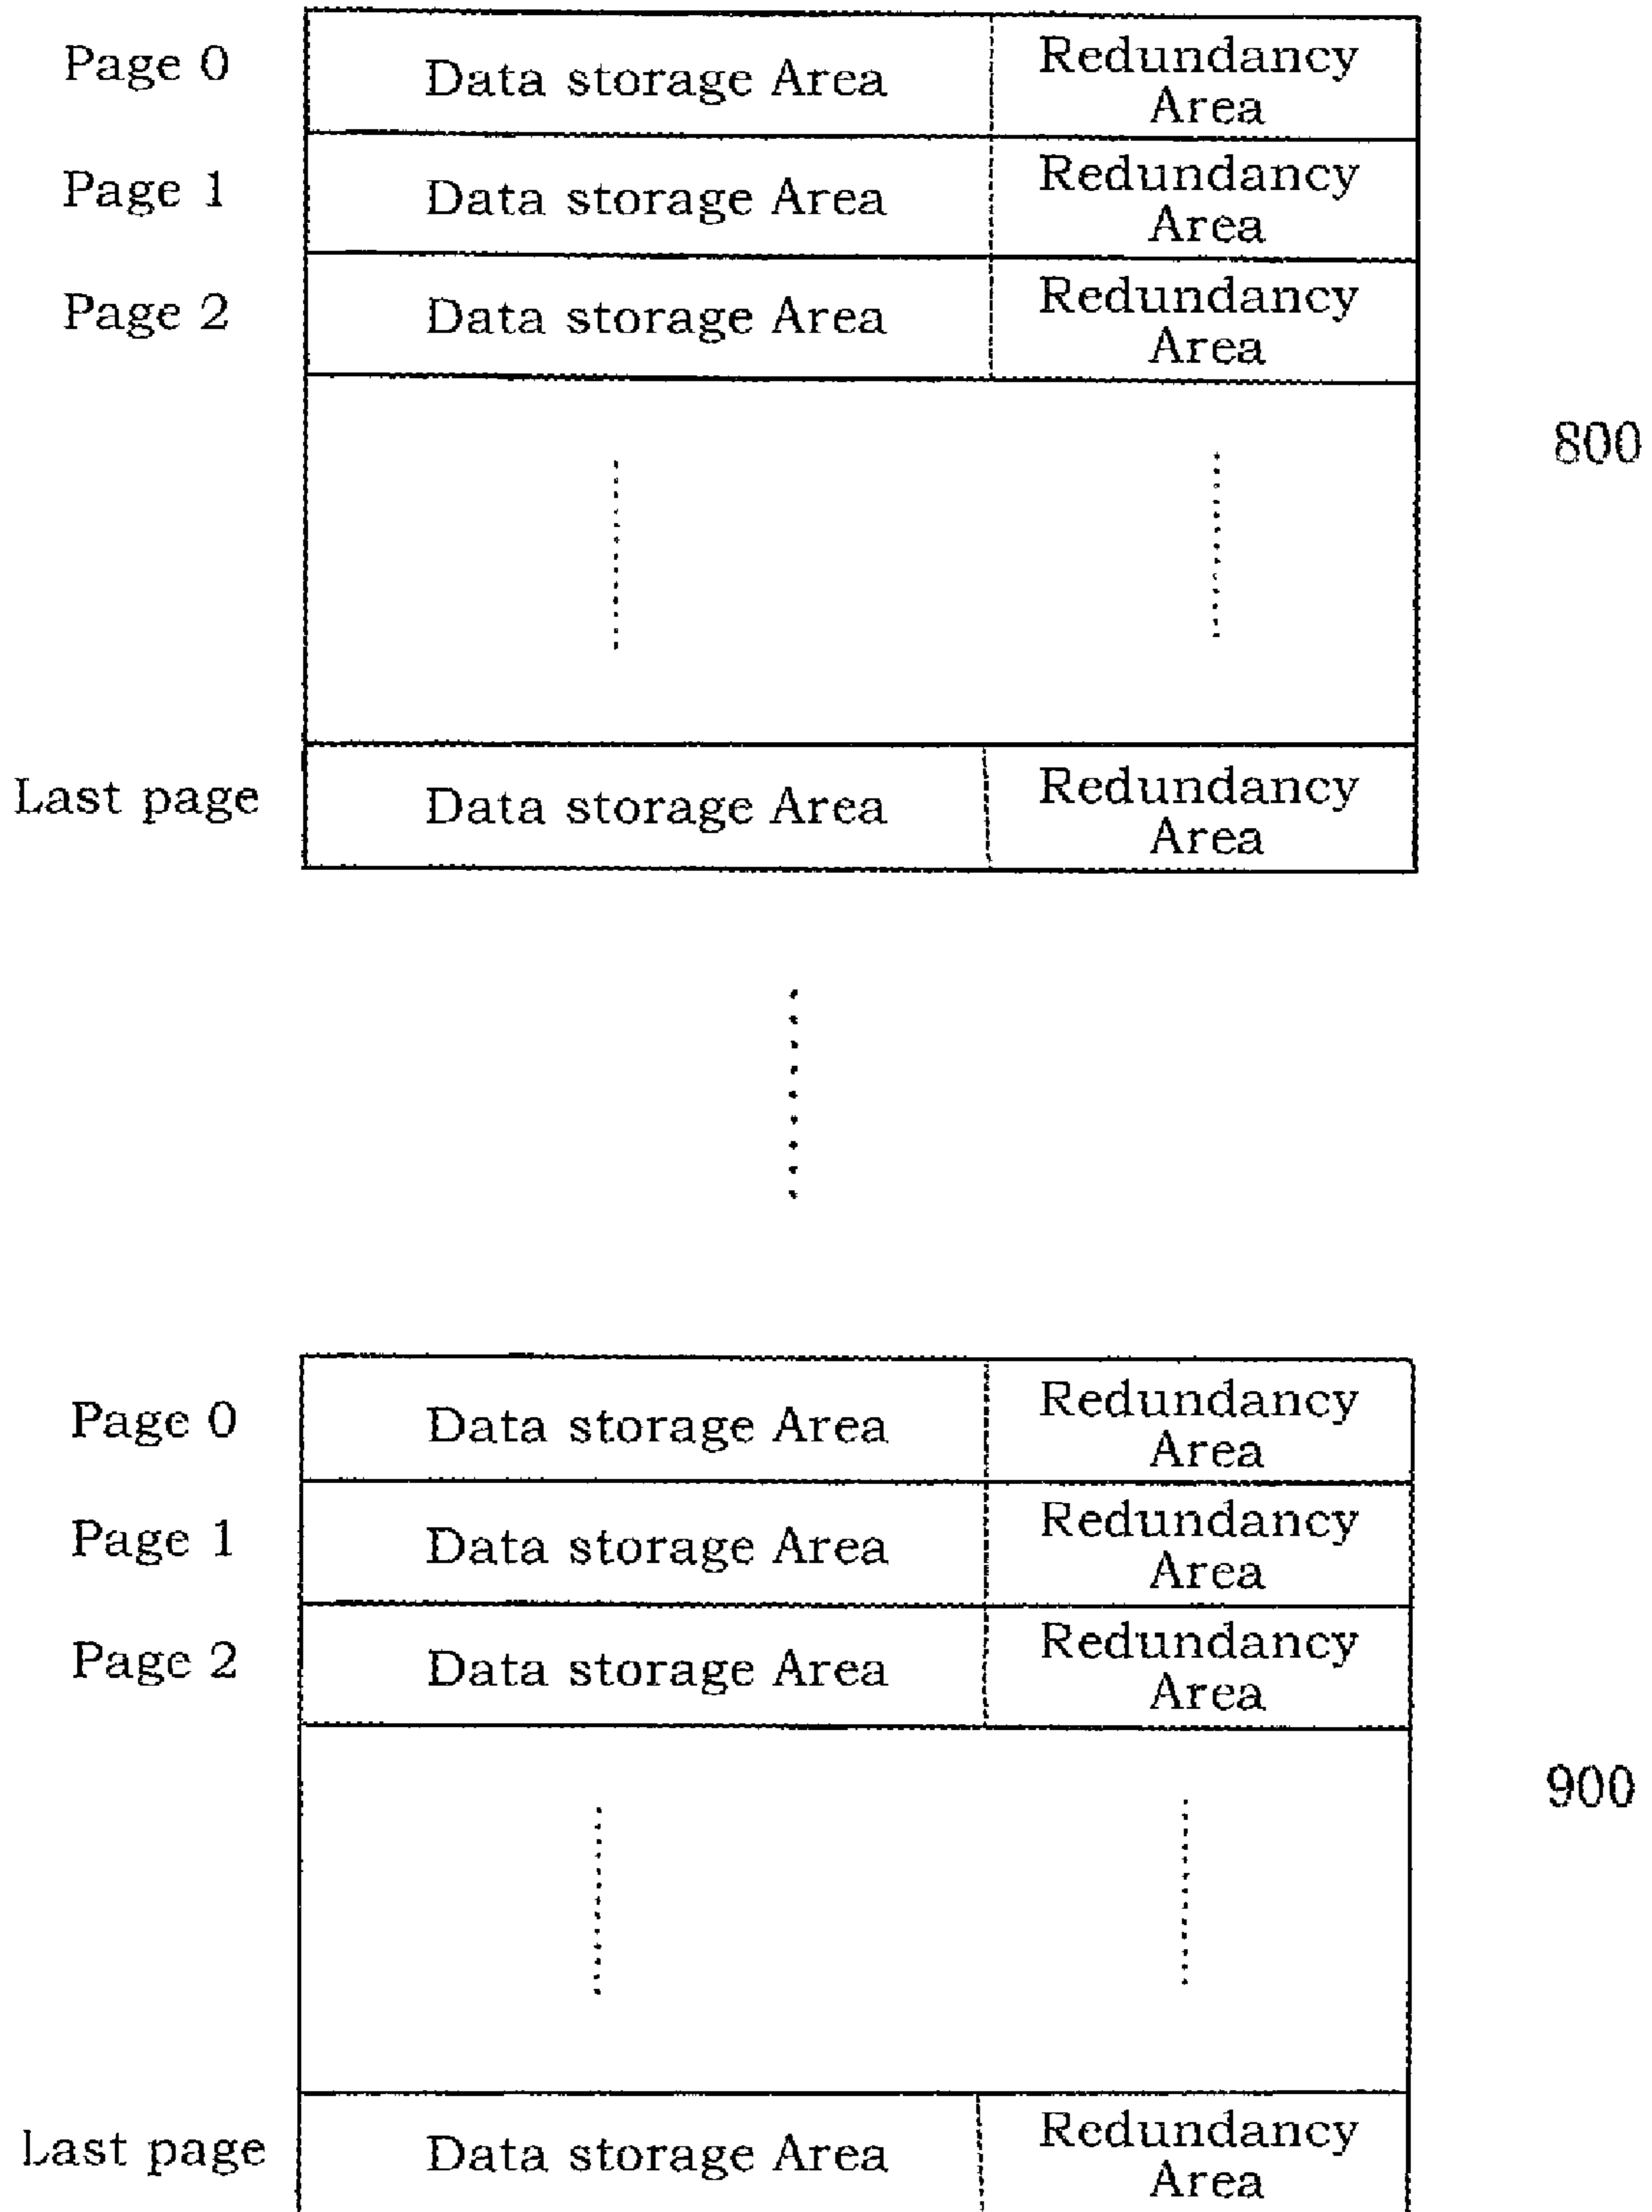 Page 0 Data storage Area Redundancy Area
Page 1 Data storage Area Redundancy Area
Page 2 Data storage Area Redundancy Area
800
Last page Data storage Area Redundancy Area
Page 0 Data storage Area Redundancy Area
Page 1 Data storage Area Redundancy Area
Page 2 Data storage Area Redundancy Area
900
Last page Data storage Area Redundancy Area